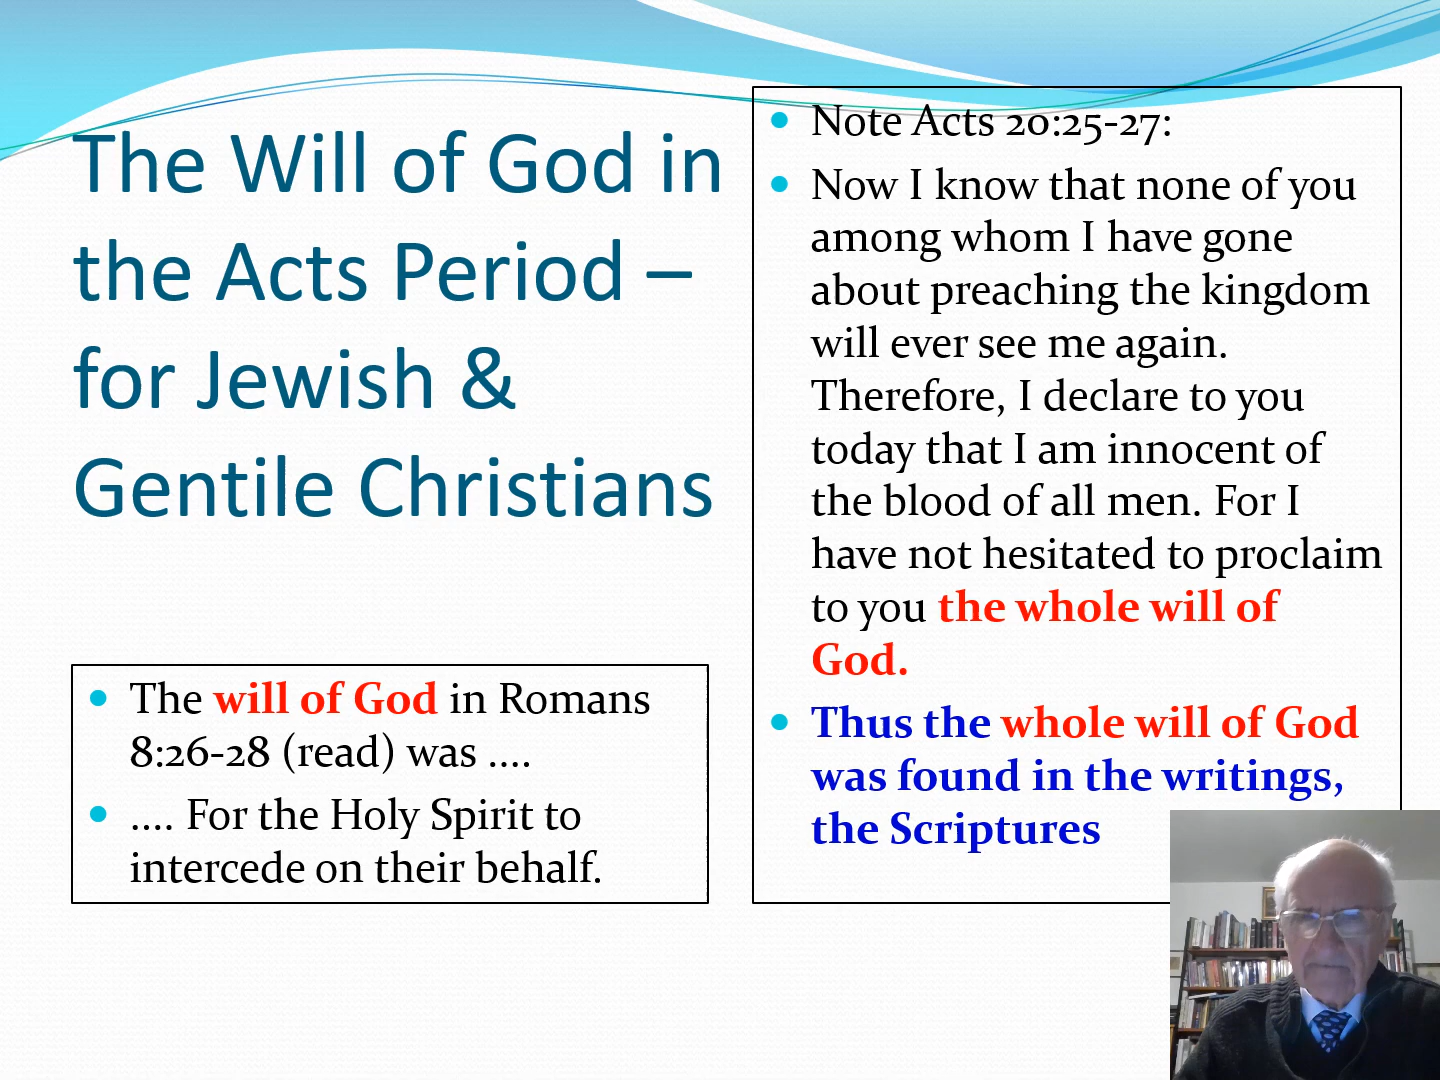 The Will of God in
the Acts Period –
for Jewish &
Gentile Christians
The will of God in Romans
8:26-28 (read) was ....
.... For the Holy Spirit to
intercede on their behalf.
Note Acts 20:25-27:
Now I know that none of you
among whom I have gone
about preaching the kingdom
will ever see me again.
Therefore, I declare to you
today that I am innocent of
the blood of all men. For I
have not hesitated to proclaim
to you the whole will of
God.
Thus the whole will of God
was found in the writings,
the Scriptures